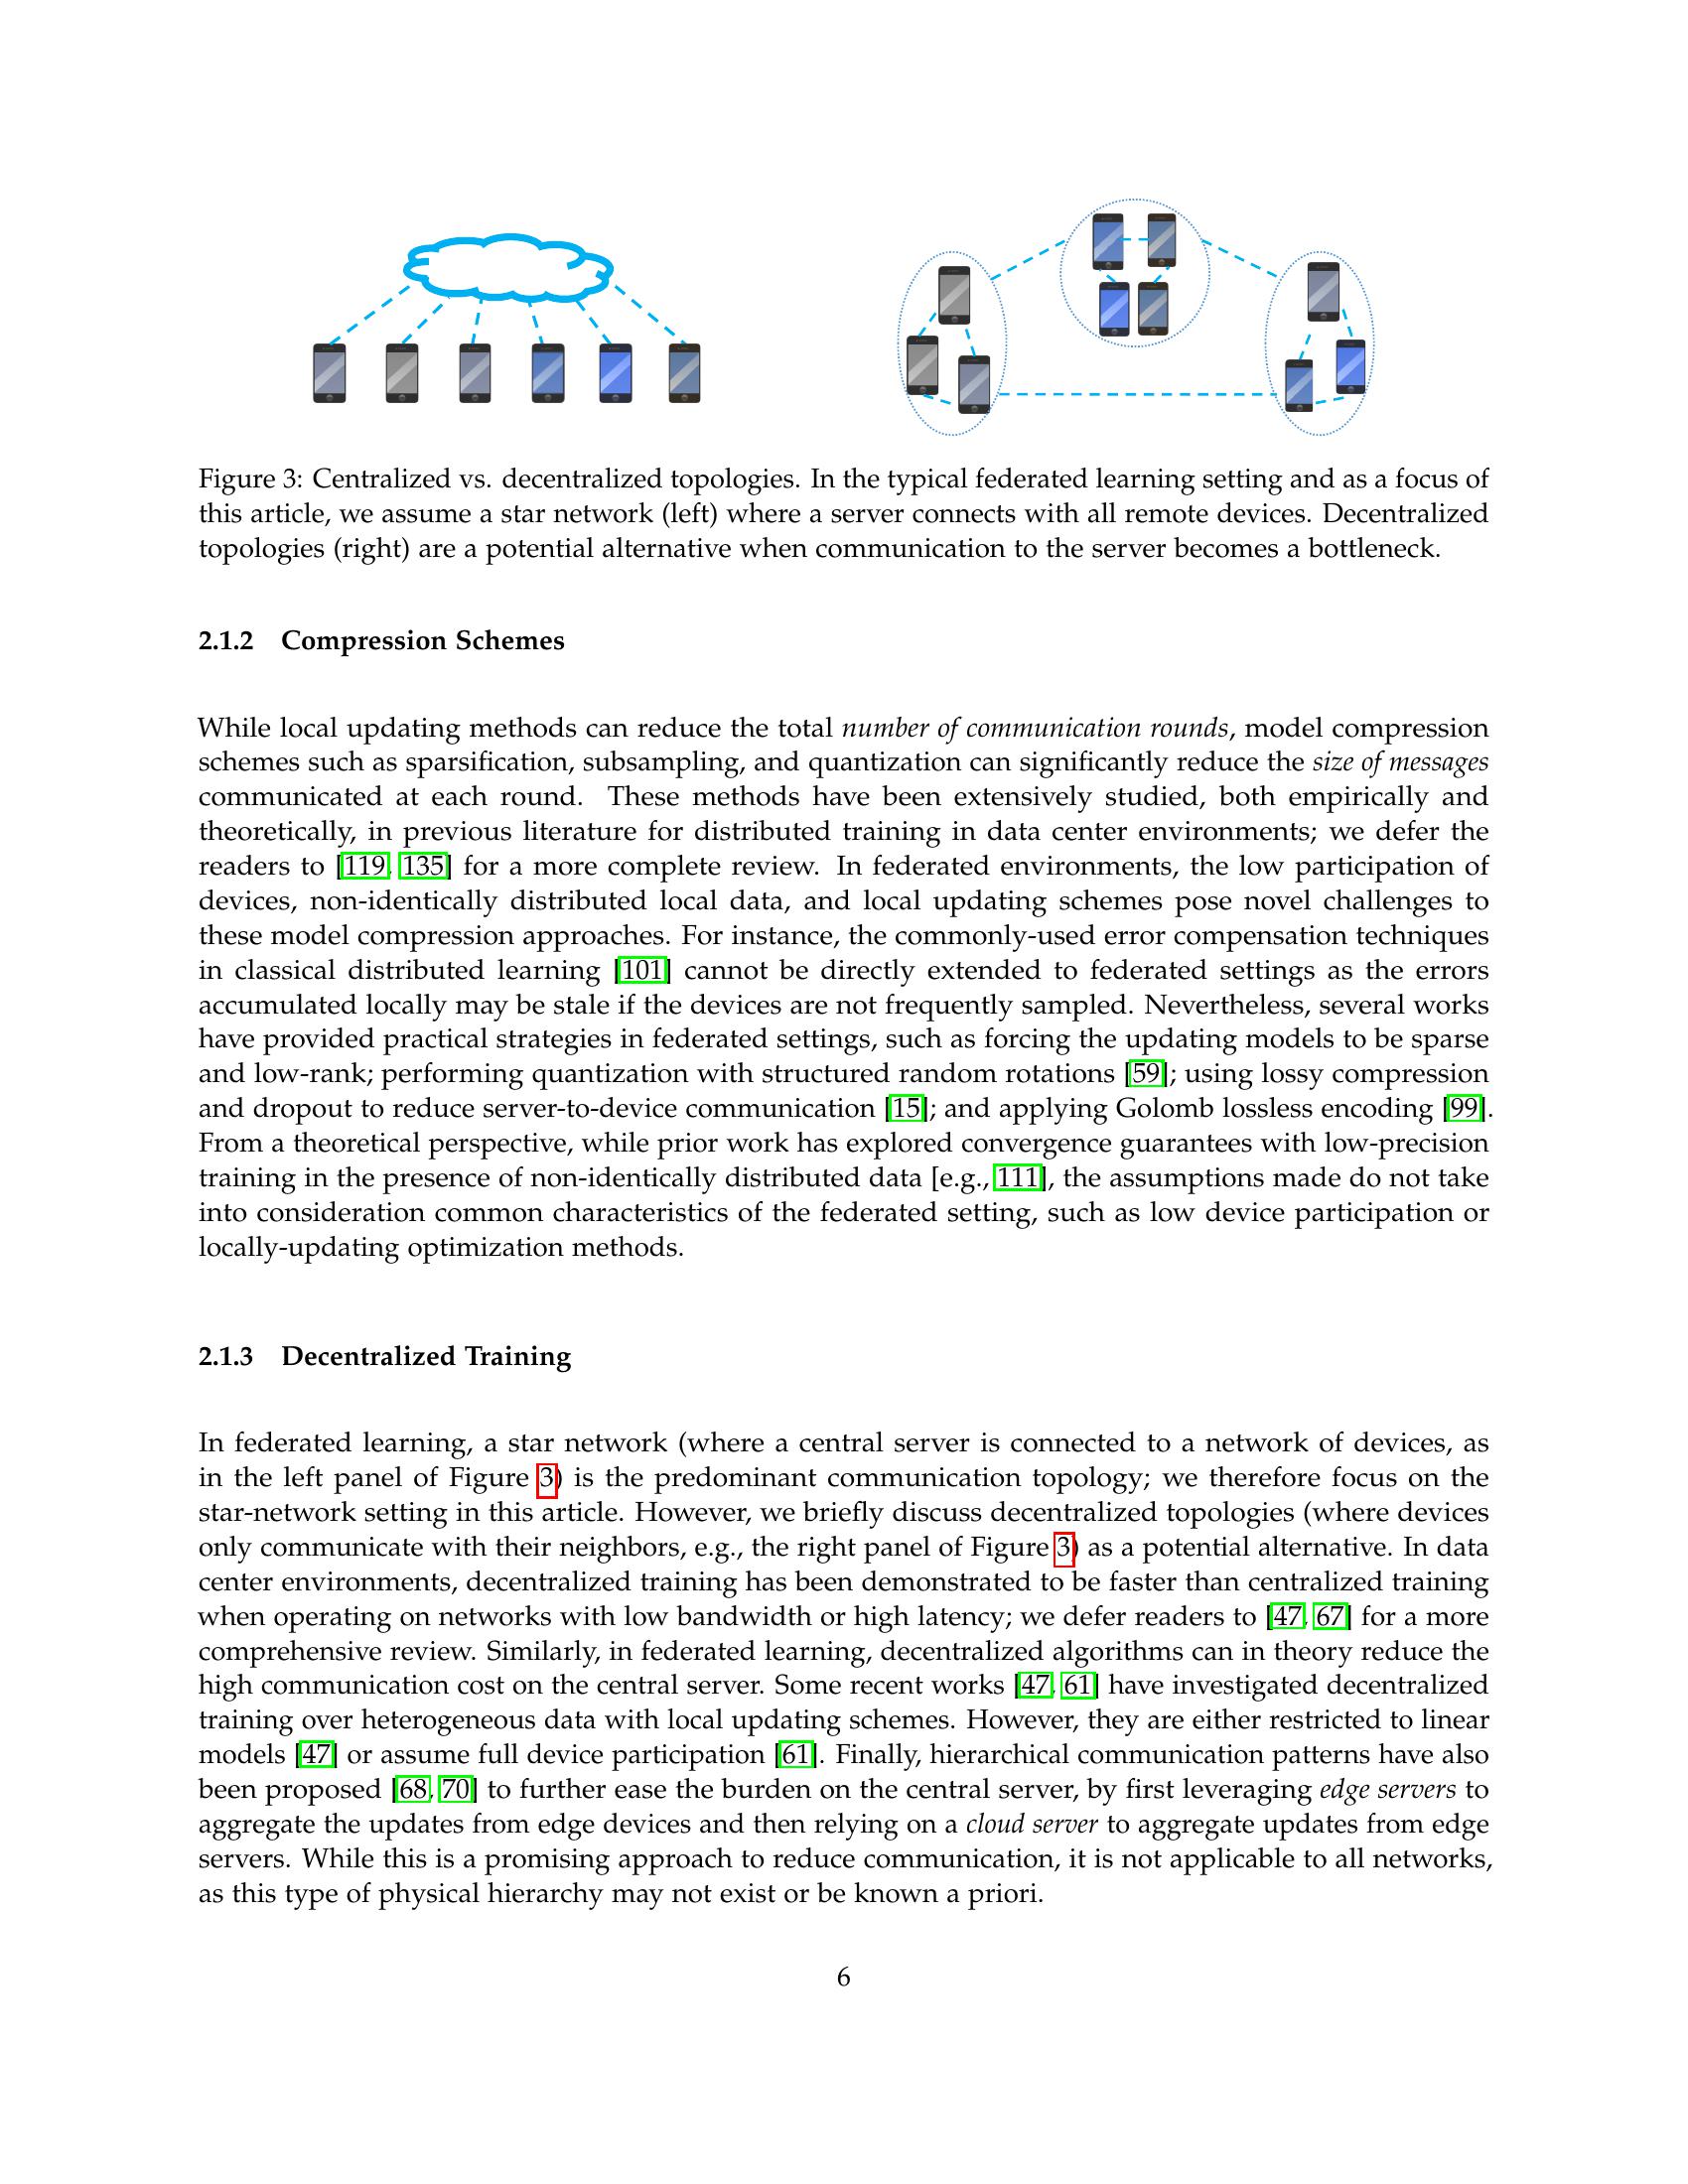 Figure 3: Centralized vs. decentralized topologies. In the typical federated learning setting and as a focus of
this article, we assume a star network (left) where a server connects with all remote devices. Decentralized
topologies (right) are a potential alternative when communication to the server becomes a bottleneck.
2.1.2 Compression Schemes
While local updating methods can reduce the total number of communication rounds, model compression
schemes such as sparsification, subsampling, and quantization can significantly reduce the size of messages
communicated at each round. These methods have been extensively studied, both empirically and
theoretically, in previous literature for distributed training in data center environments; we defer the
readers to [119, 135] for a more complete review. In federated environments, the low participation of
devices, non-identically distributed local data, and local updating schemes pose novel challenges to
these model compression approaches. For instance, the commonly-used error compensation techniques
in classical distributed learning [101] cannot be directly extended to federated settings as the errors
accumulated locally may be stale if the devices are not frequently sampled. Nevertheless, several works
have provided practical strategies in federated settings, such as forcing the updating models to be sparse
and low-rank; performing quantization with structured random rotations [59]; using lossy compression
and dropout to reduce server-to-device communication [15]; and applying Golomb lossless encoding [99].
From a theoretical perspective, while prior work has explored convergence guarantees with low-precision
training in the presence of non-identically distributed data [e.g., 111], the assumptions made do not take
into consideration common characteristics of the federated setting, such as low device participation or
locally-updating optimization methods.
2.1.3 Decentralized Training
In federated learning, a star network (where a central server is connected to a network of devices, as
in the left panel of Figure 3) is the predominant communication topology; we therefore focus on the
star-network setting in this article. However, we briefly discuss decentralized topologies (where devices
only communicate with their neighbors, e.g., the right panel of Figure 3) as a potential alternative. In data
center environments, decentralized training has been demonstrated to be faster than centralized training
when operating on networks with low bandwidth or high latency; we defer readers to [47, 67] for a more
comprehensive review. Similarly, in federated learning, decentralized algorithms can in theory reduce the
high communication cost on the central server. Some recent works [47, 61] have investigated decentralized
training over heterogeneous data with local updating schemes. However, they are either restricted to linear
models [47] or assume full device participation [61]. Finally, hierarchical communication patterns have also
been proposed [68, 70] to further ease the burden on the central server, by first leveraging edge servers to
aggregate the updates from edge devices and then relying on a cloud server to aggregate updates from edge
servers. While this is a promising approach to reduce communication, it is not applicable to all networks,
as this type of physical hierarchy may not exist or be known a priori.
6